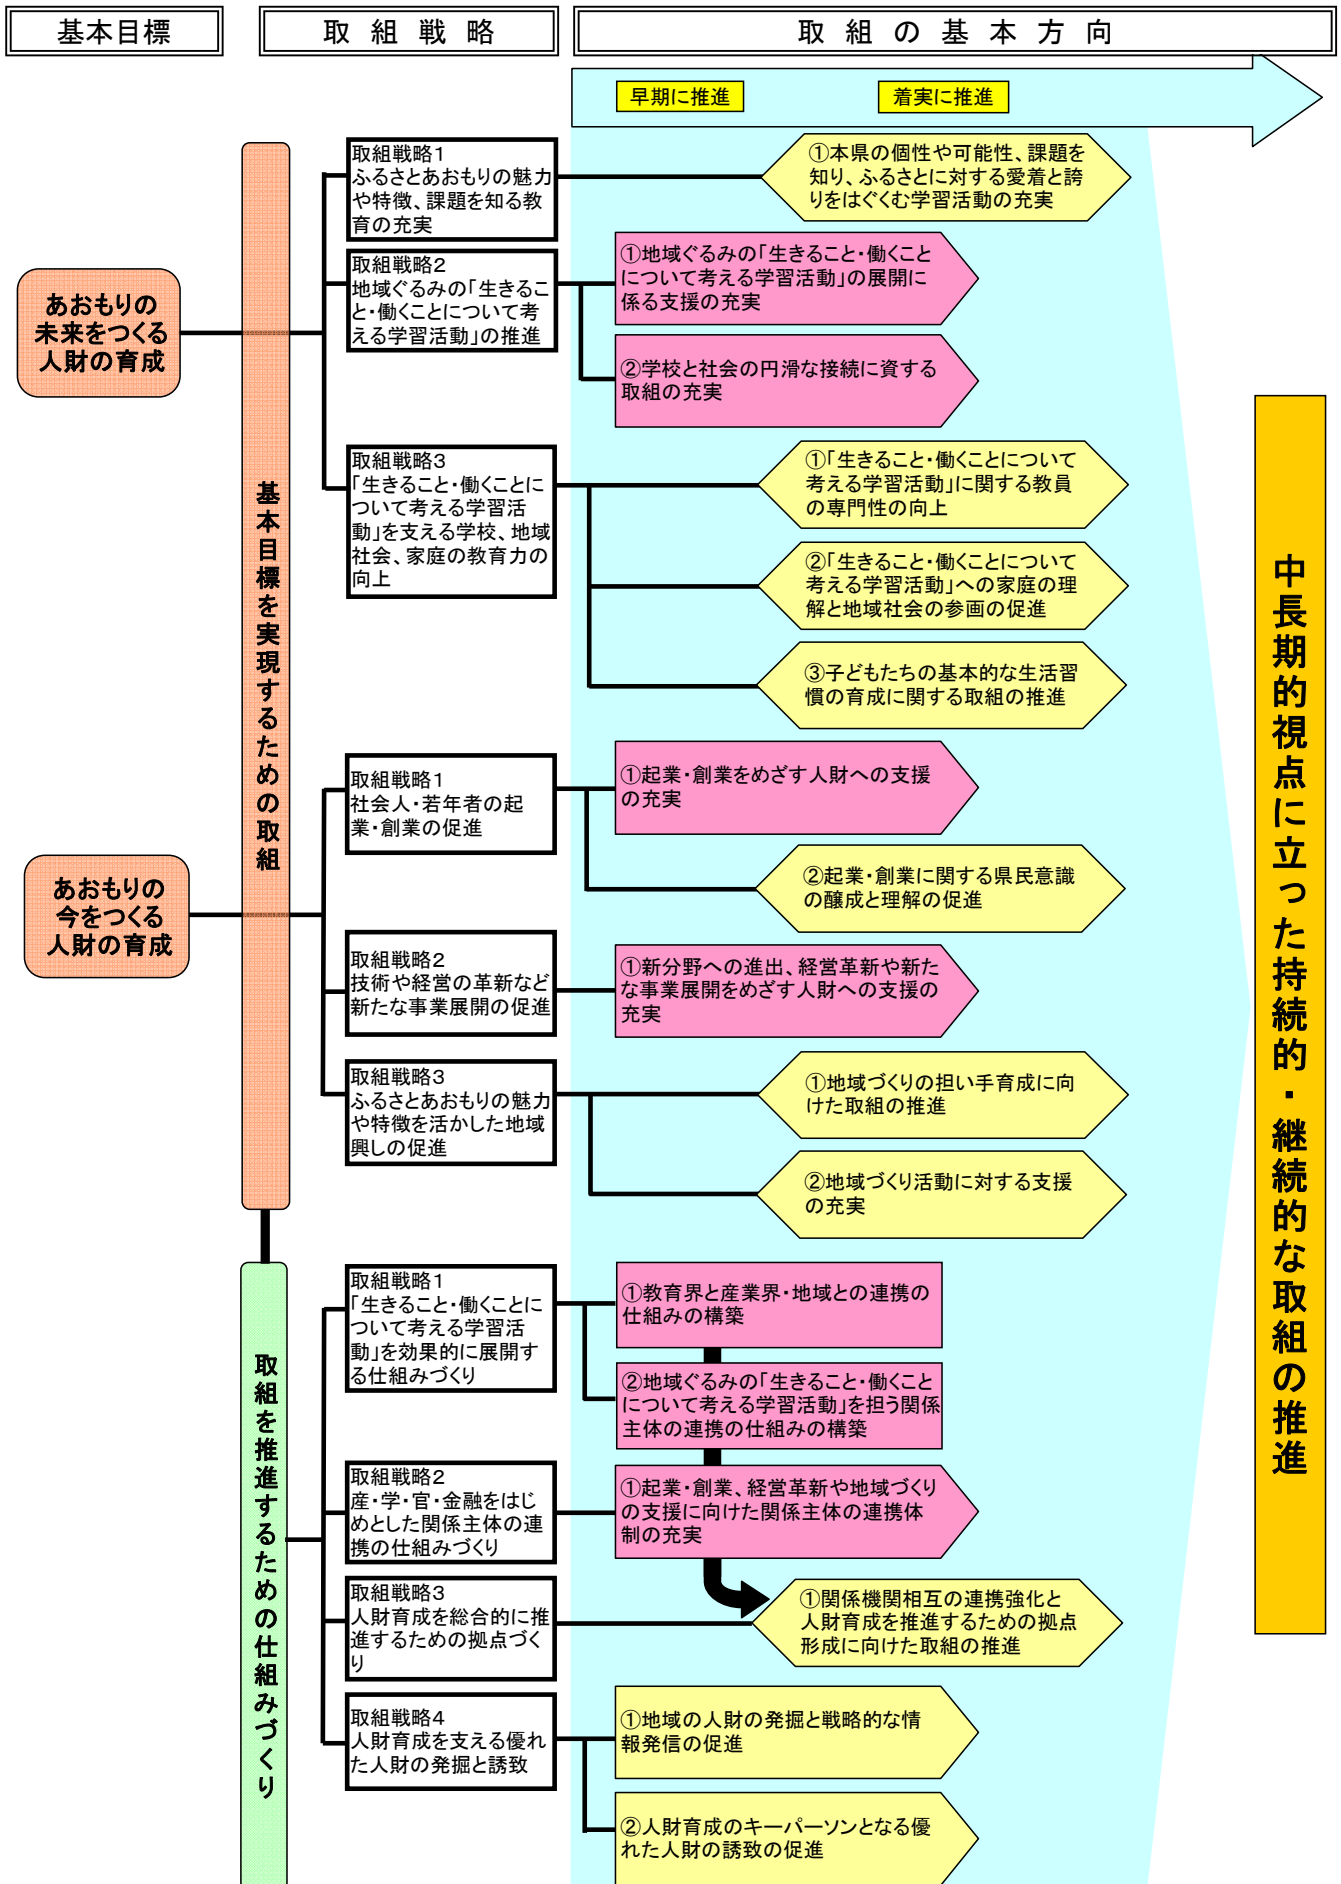 基本目標
取組戦略
取組の基本方向
早期に推進
着実に推進
あおもりの
未来をつくる
人財の育成
基本目標を実現するための取組
取組戦略1
ふるさとあおもりの魅力
や特徴、課題を知る教
育の充実
①本県の個性や可能性、課題を
知り、ふるさとに対する愛着と誇
りをはぐくむ学習活動の充実
取組戦略2
地域ぐるみの「生きるこ
と・働くことについて考
える学習活動」の推進
①地域ぐるみの「生きること・働くこと
について考える学習活動」の展開に
係る支援の充実
②学校と社会の円滑な接続に資する
取組の充実
取組戦略3
「生きること・働くことに
ついて考える学習活
動」を支える学校、地域
社会、家庭の教育力の
向上
①「生きること・働くことについて
考える学習活動」に関する教員
の専門性の向上
②「生きること・働くことについて
考える学習活動」への家庭の理
解と地域社会の参画の促進
③子どもたちの基本的な生活習
慣の育成に関する取組の推進
あおもりの
今をつくる
人財の育成
取組戦略1
社会人・若年者の起
業・創業の促進
①起業・創業をめざす人財への支援
の充実
②起業・創業に関する県民意識
の醸成と理解の促進
取組戦略2
技術や経営の革新など
新たな事業展開の促進
①新分野への進出、経営革新や新た
な事業展開をめざす人財への支援の
充実
取組戦略3
ふるさとあおもりの魅力
や特徴を活かした地域
興しの促進
①地域づくりの担い手育成に向
けた取組の推進
②地域づくり活動に対する支援
の充実
取組を推進するための仕組みづくり
取組戦略1
「生きること・働くことに
ついて考える学習活
動」を効果的に展開す
る仕組みづくり
①教育界と産業界・地域との連携の
仕組みの構築
②地域ぐるみの「生きること・働くこと
について考える学習活動」を担う関係
主体の連携の仕組みの構築
取組戦略2
産・学・官・金融をはじ
めとした関係主体の連
携の仕組みづくり
①起業・創業、経営革新や地域づくり
の支援に向けた関係主体の連携体
制の充実
取組戦略3
人財育成を総合的に推
進するための拠点づく
り
①関係機関相互の連携強化と
人財育成を推進するための拠点
形成に向けた取組の推進
取組戦略4
人財育成を支える優れ
た人財の発掘と誘致
①地域の人財の発掘と戦略的な情
報発信の促進
②人財育成のキーパーソンとなる優
れた人財の誘致の促進
中長期的視点に立った持続的・継続的な取組の推進